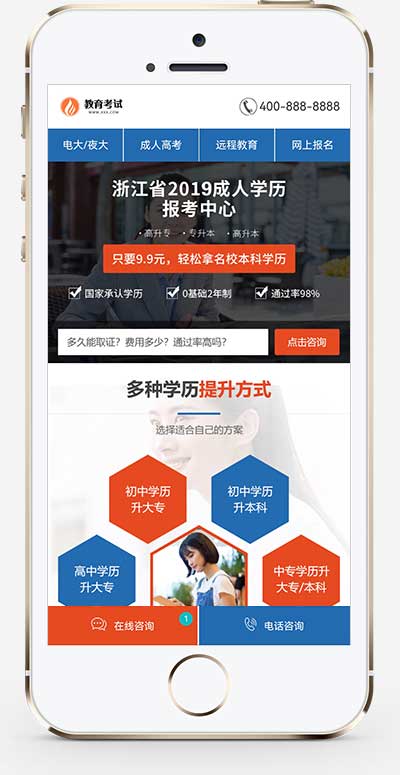 教育考试
WWW.XXX.COM
400-888-8888
电大/夜大
成人高考
远程教育
网上报名
浙江省2019成人学历
报考中心
·高升专 ·专升本 ·高升本
只要9.9元，轻松拿名校本科学历
国家承认学历
0基础2年制
通过率98%
多久能取证？费用多少？通过率高吗？
点击咨询
多种学历提升方式
选择适合自己的方案
初中学历
升大专
初中学历
升本科
高中学历
升大专
中专学历升
大专/本科
在线咨询
1
电话咨询